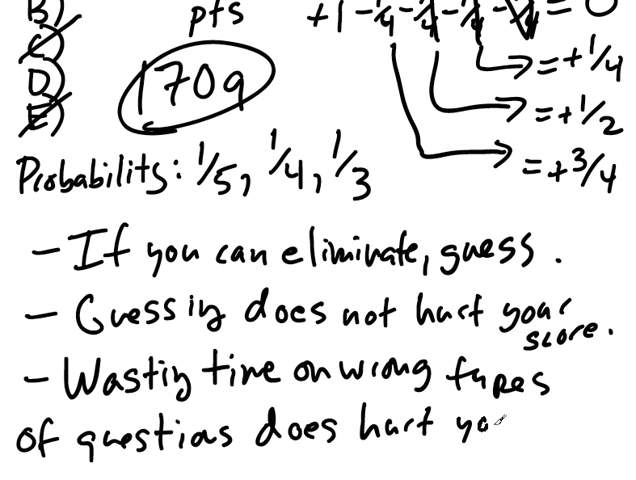 B) pts +1 -1/4 -1/4 -1/4 -1/4 = 0
C) = +1/4
D) 170q
E) = +1/2
Probabilits: 1/5, 1/4, 1/3 = +3/4
- If you can eliminate, guess.
- Guessing does not hurt your
score.
- Wasting time on wrong types
of questions does hurt yo